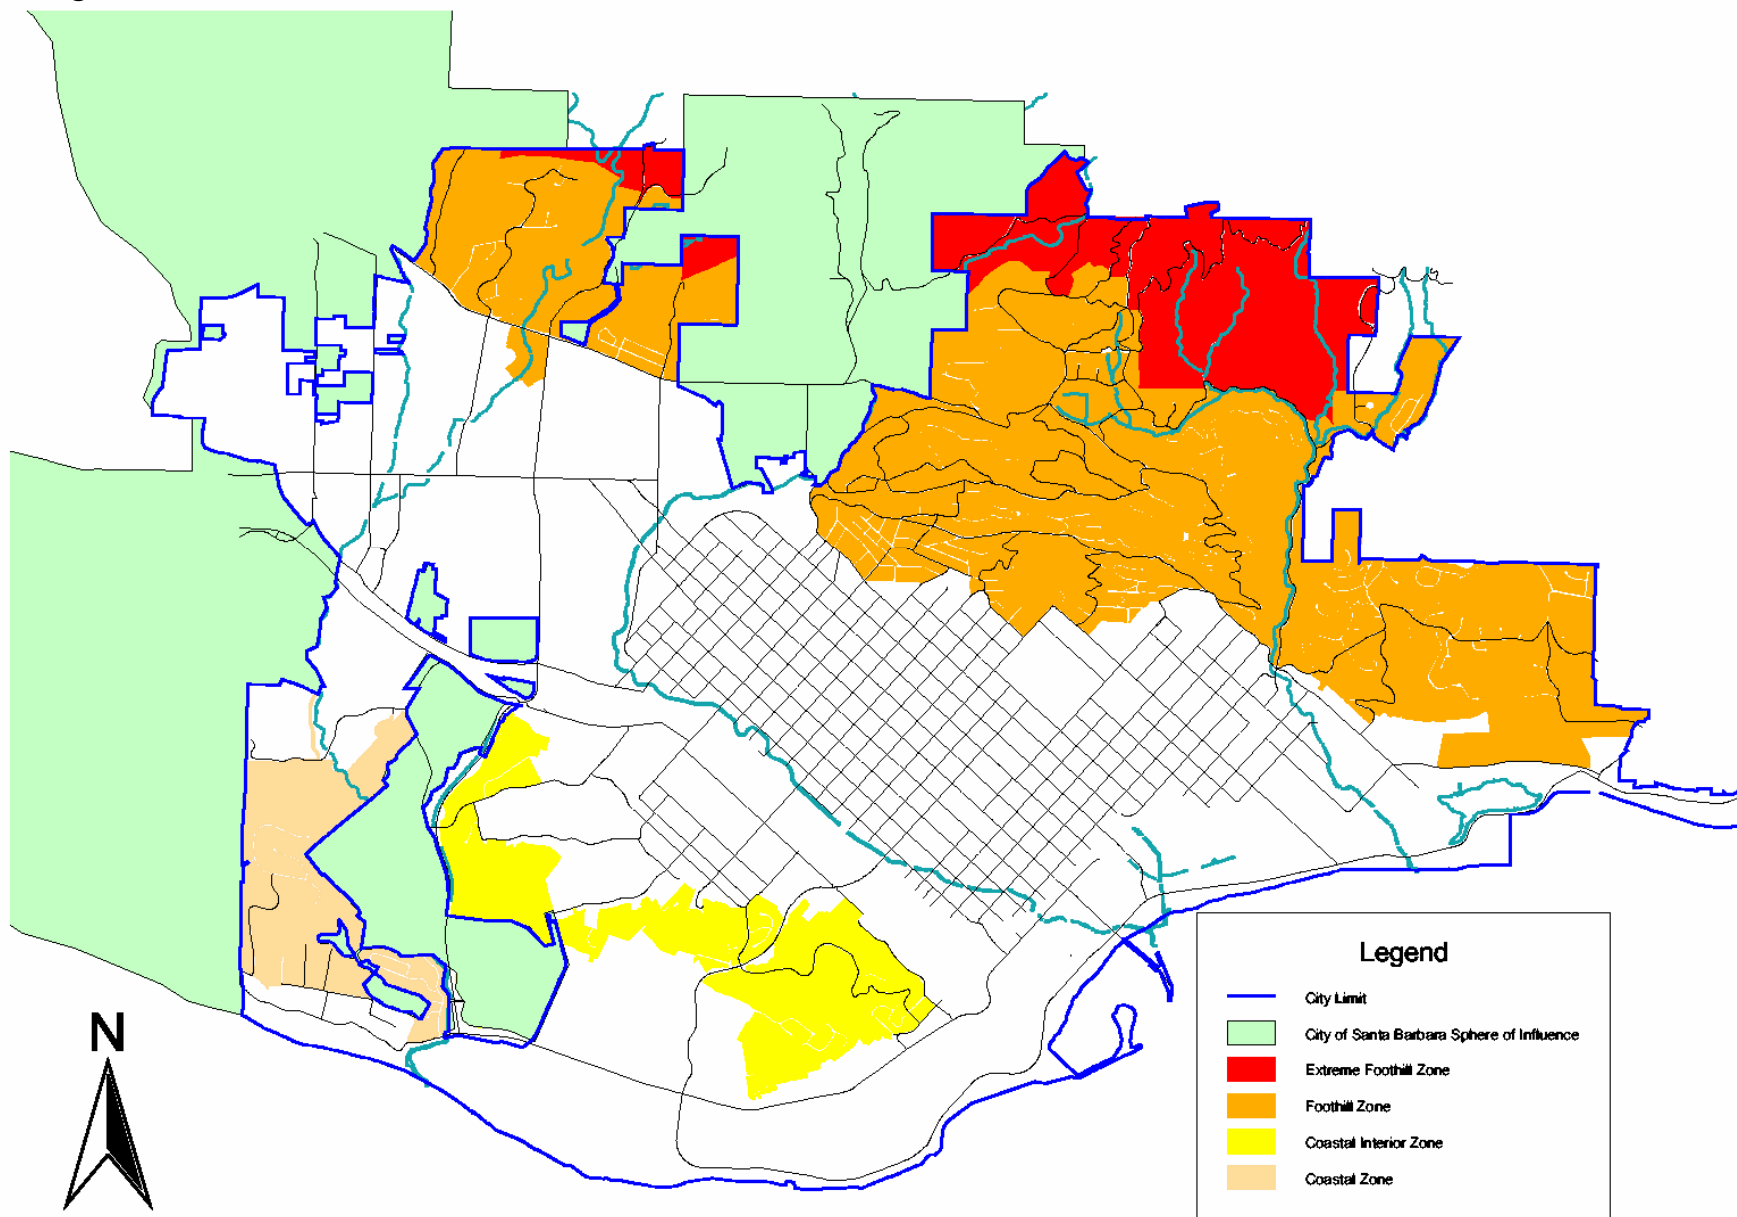 Legend
City Limit
City of Santa Barbara Sphere of Influence
Extreme Foothill Zone
Foothill Zone
Coastal Interior Zone
Coastal Zone
N